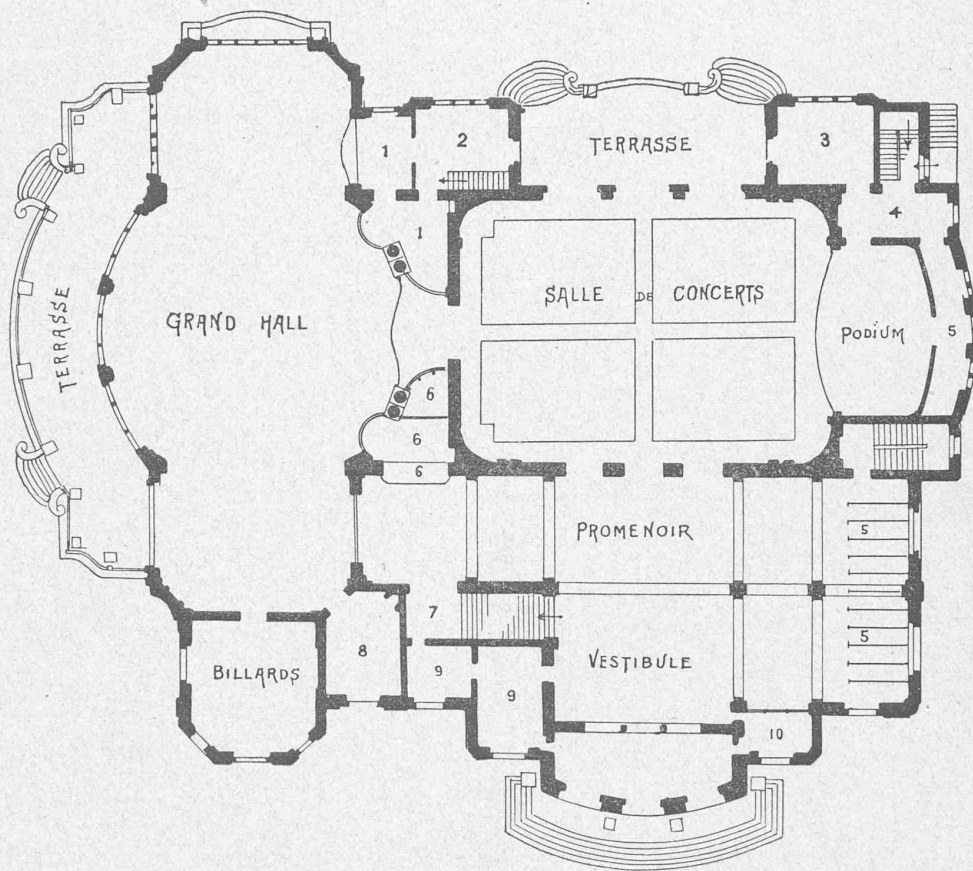 1
2
TERRASSE
3
4
1
SALLE DE CONCERTS
GRAND HALL
TERRASSE
PODIUM
5
6
6
6
PROMENOIR
5
7
VESTIBULE
5
8
BILLARDS
9
9
10